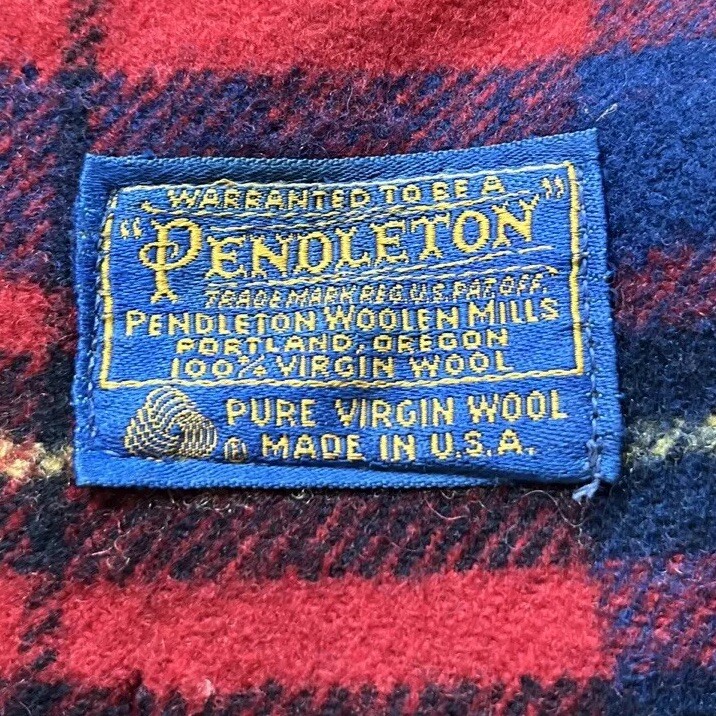 WARRANTED TO BE A
"PENDLETON"
TRADE MARK REG. U.S. PAT. OFF.
PENDLETON WOOLEN MILLS
PORTLAND, OREGON
100% VIRGIN WOOL
PURE VIRGIN WOOL
® MADE IN U.S.A.